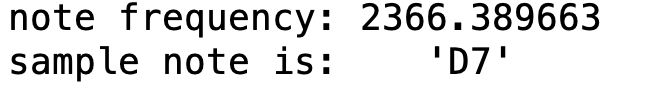 note frequency: 2366.389663
sample note is:    'D7'